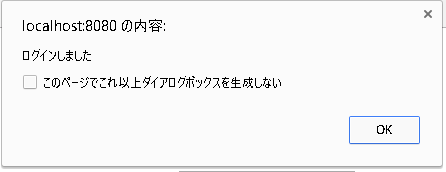 localhost:8080 の内容:
ログインしました
このページでこれ以上ダイアログボックスを生成しない
OK